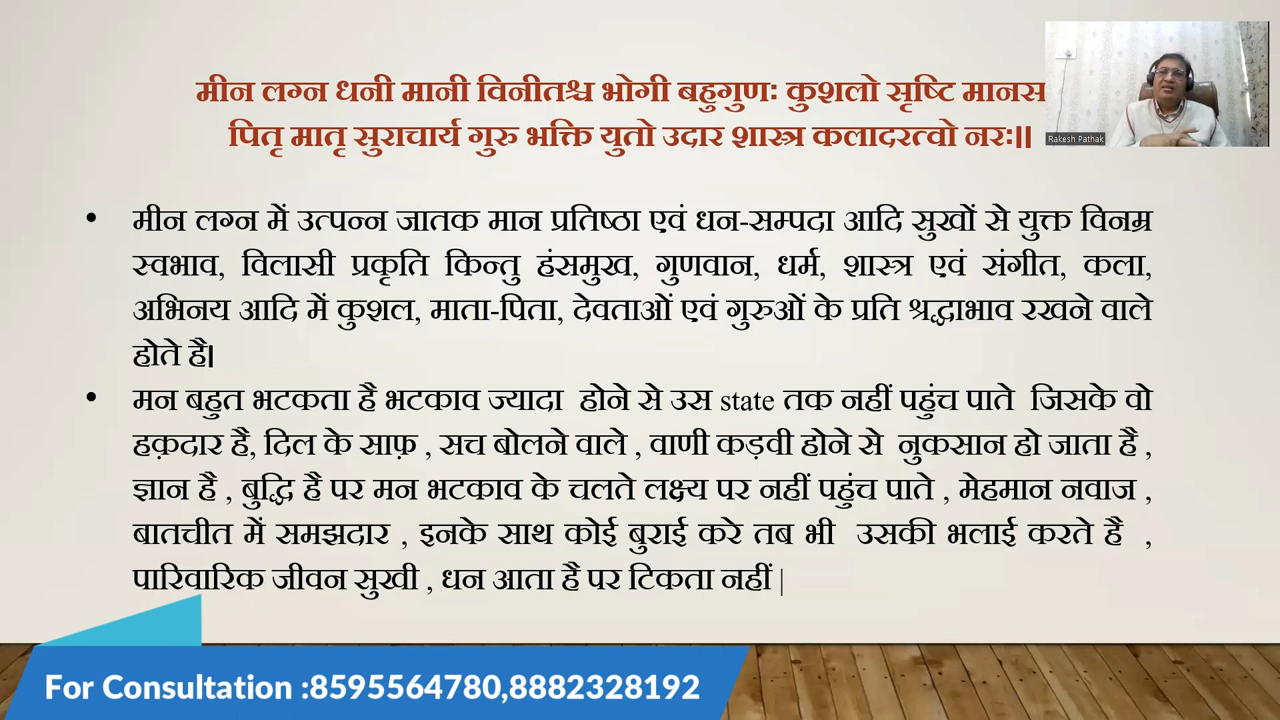 मीन लग्न धनी मानी विनीतश्च भोगी बहुगुणः कुशलो सृष्टि मानस
पितृ मातृ सुराचार्य गुरु भक्ति युतो उदार शास्त्र कलादरत्वो नरः॥
Rakesh Pathak
• मीन लग्न में उत्पन्न जातक मान प्रतिष्ठा एवं धन-सम्पदा आदि सुखों से युक्त विनम्र
स्वभाव, विलासी प्रकृति किन्तु हंसमुख, गुणवान, धर्म, शास्त्र एवं संगीत, कला,
अभिनय आदि में कुशल, माता-पिता, देवताओं एवं गुरुओं के प्रति श्रद्धाभाव रखने वाले
होते है।
• मन बहुत भटकता है भटकाव ज्यादा होने से उस state तक नहीं पहुंच पाते जिसके वो
हक़दार है, दिल के साफ़ , सच बोलने वाले , वाणी कड़वी होने से नुकसान हो जाता है ,
ज्ञान है , बुद्धि है पर मन भटकाव के चलते लक्ष्य पर नहीं पहुंच पाते , मेहमान नवाज ,
बातचीत में समझदार , इनके साथ कोई बुराई करे तब भी उसकी भलाई करते है ,
पारिवारिक जीवन सुखी , धन आता है पर टिकता नहीं |
For Consultation :8595564780,8882328192